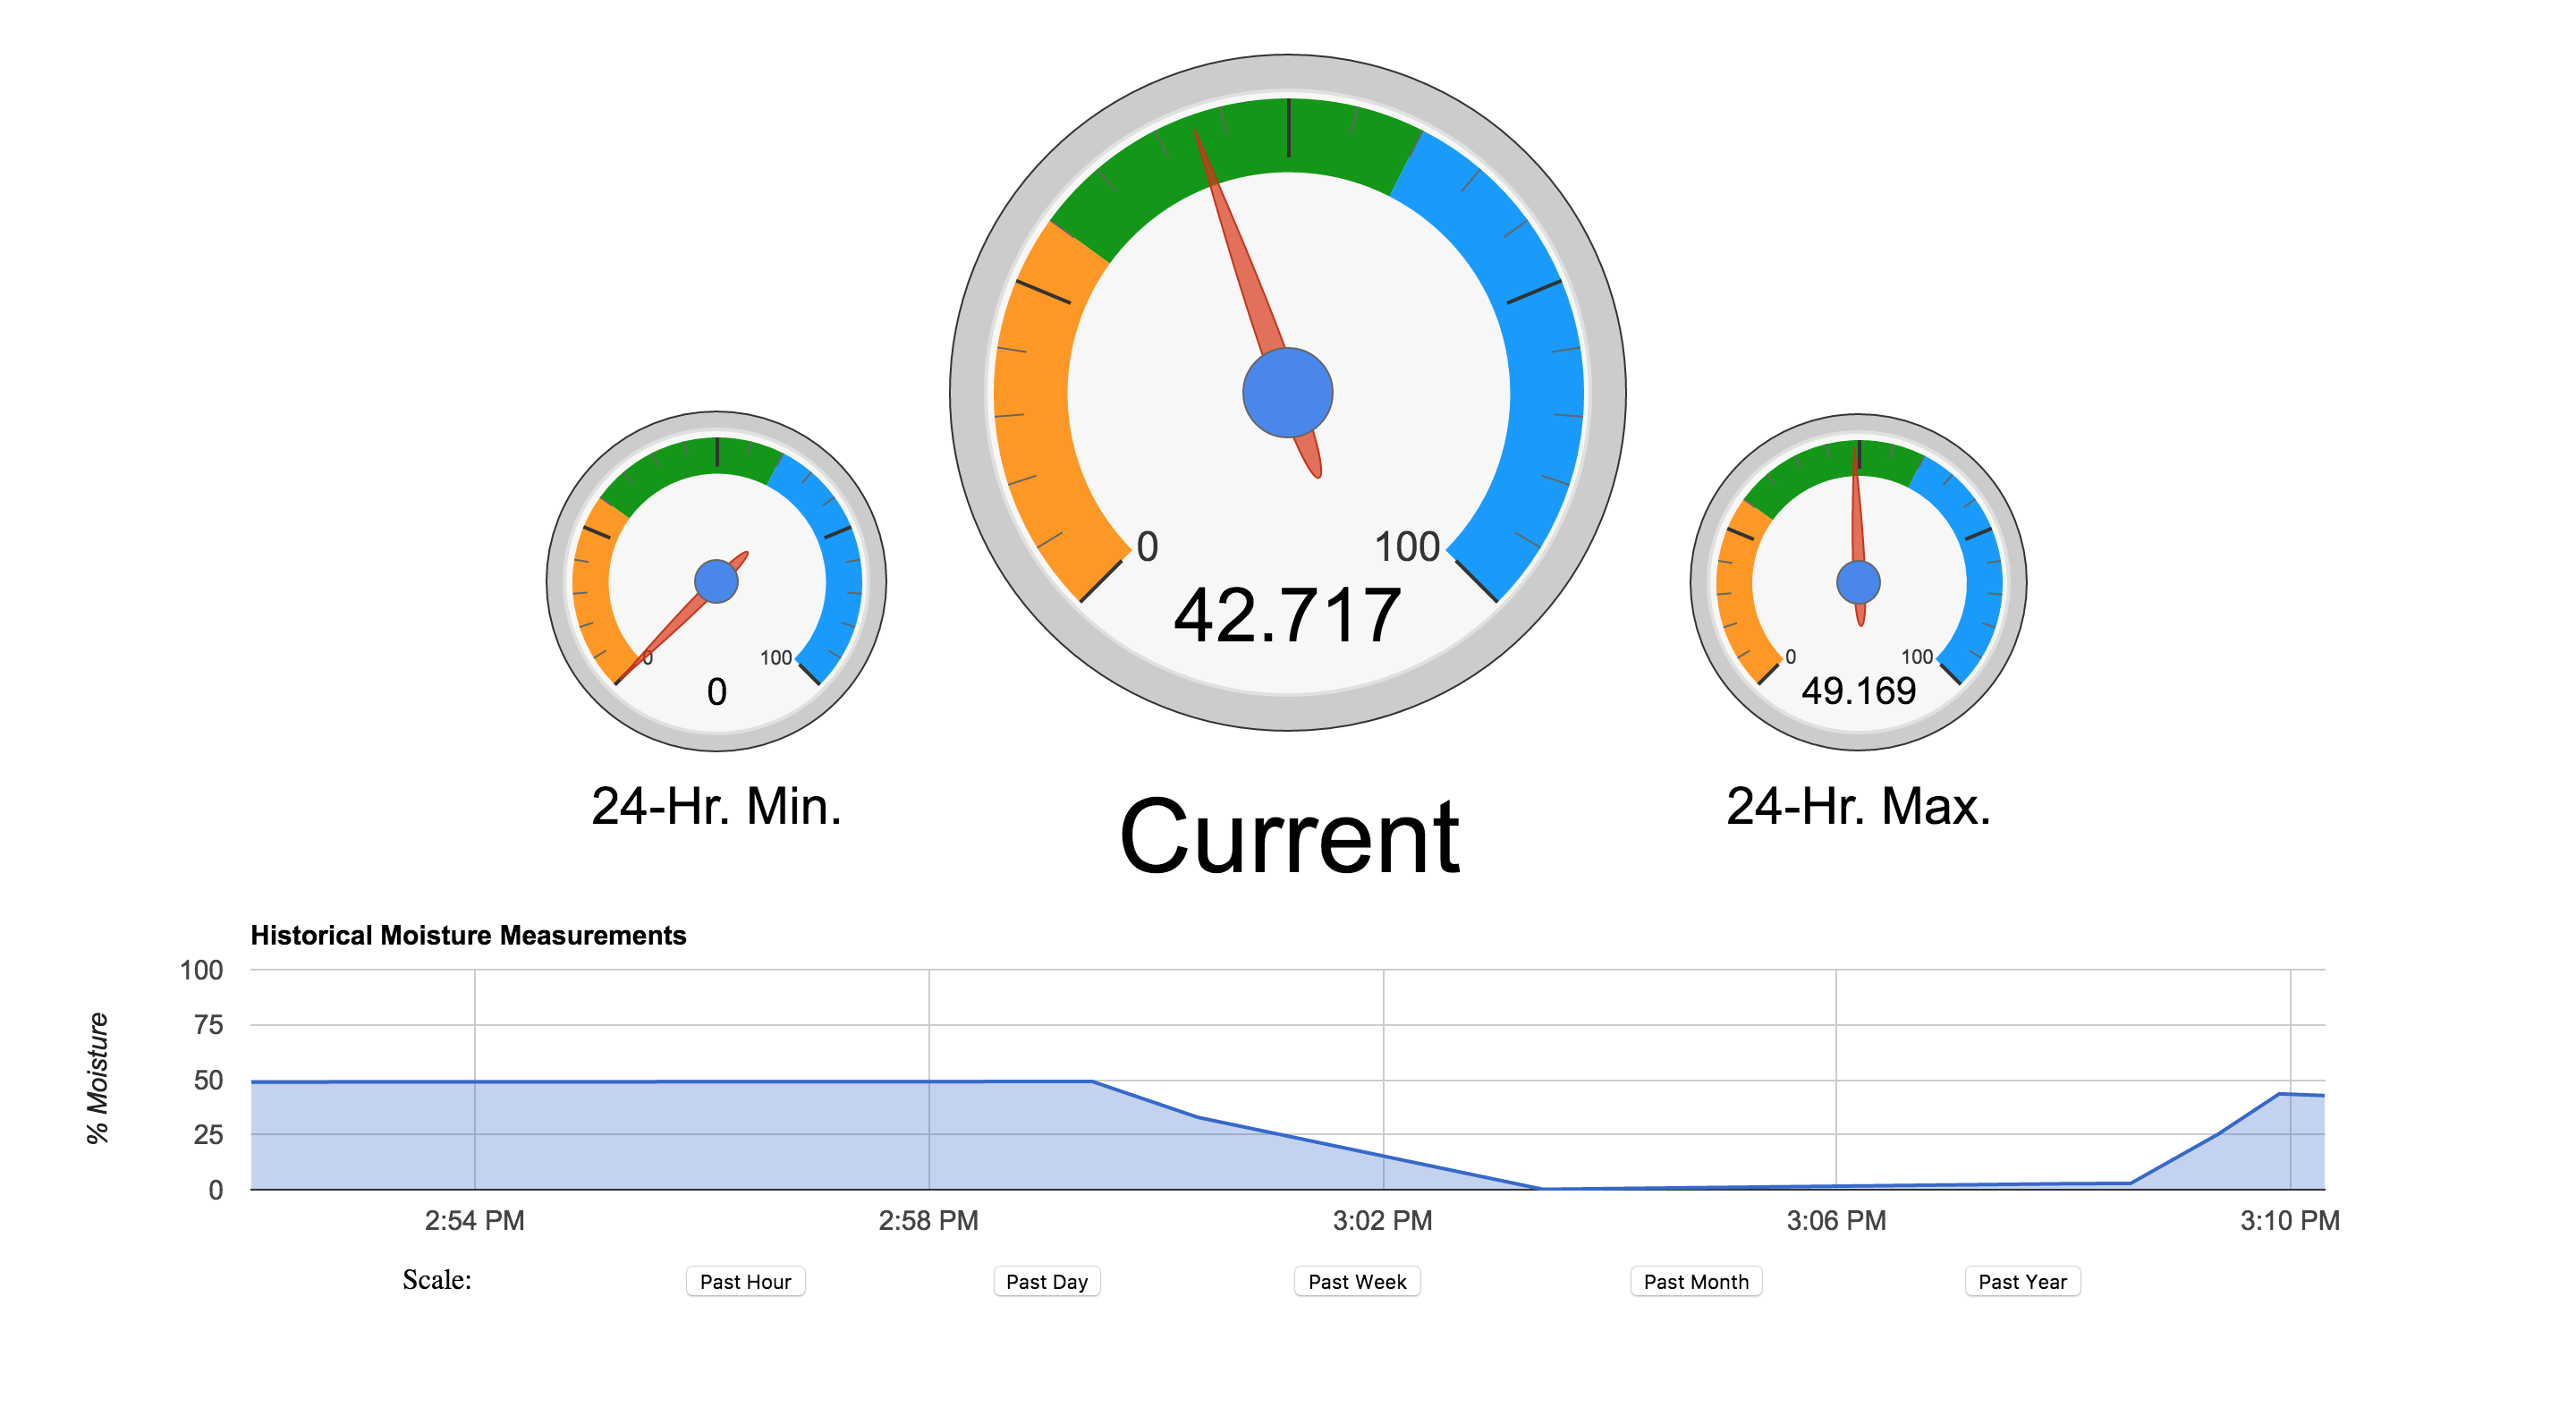 0
100
42.717
0
100
0
0
100
49.169
24-Hr. Min.
Current
24-Hr. Max.
Historical Moisture Measurements
% Moisture
100
75
50
25
0
2:54 PM
2:58 PM
3:02 PM
3:06 PM
3:10 PM
Scale:
Past Hour
Past Day
Past Week
Past Month
Past Year